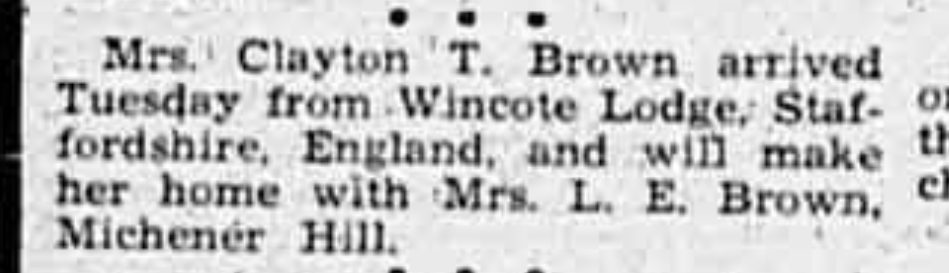 Mrs. Clayton T. Brown arrived
Tuesday from Wincote Lodge, Staf-
fordshire, England, and will make
her home with Mrs. L. E. Brown,
Michener Hill.